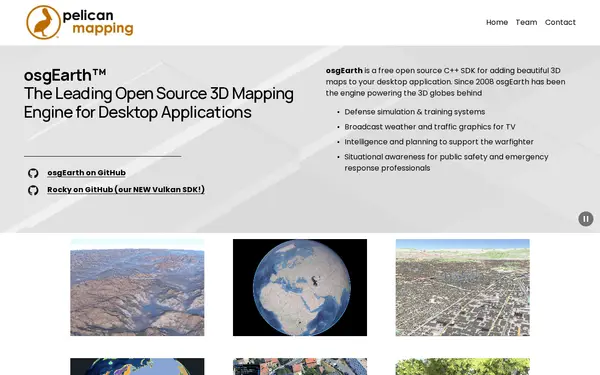 pelican
mapping
Home Team Contact
osgEarth™
The Leading Open Source 3D Mapping
Engine for Desktop Applications
osgEarth on GitHub
Rocky on GitHub (our NEW Vulkan SDK!)
osgEarth is a free open source C++ SDK for adding beautiful 3D
maps to your desktop application. Since 2008 osgEarth has been
the engine powering the 3D globes behind
• Defense simulation & training systems
• Broadcast weather and traffic graphics for TV
• Intelligence and planning to support the warfighter
• Situational awareness for public safety and emergency
response professionals